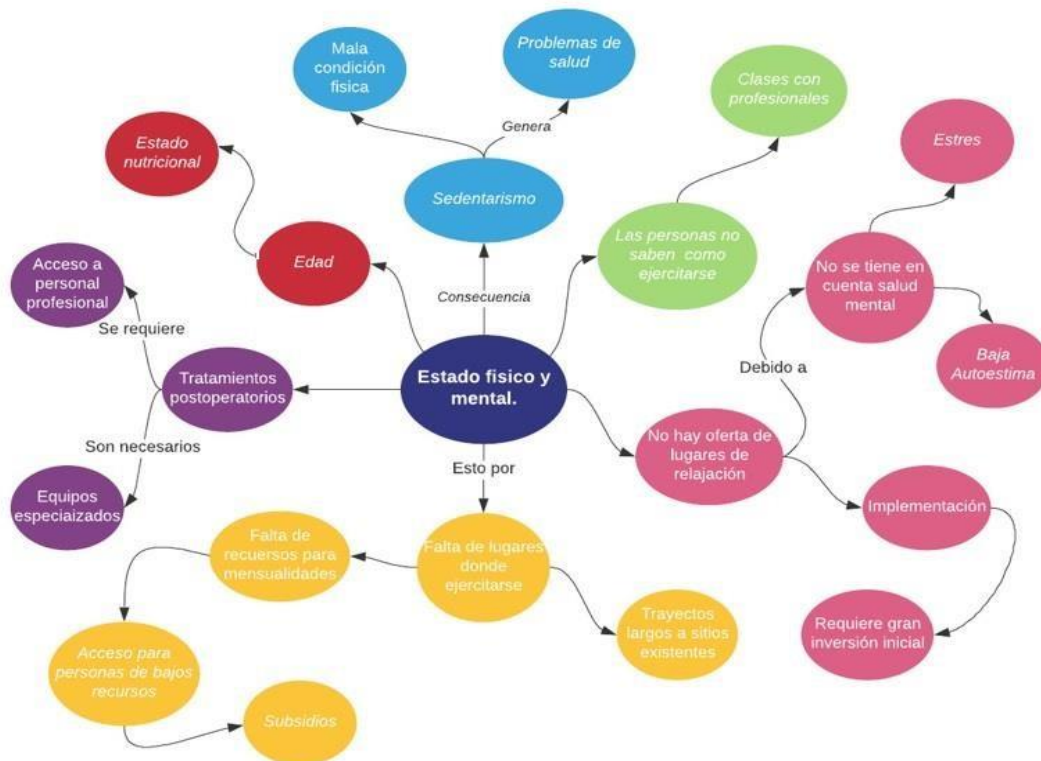 Mala
condición
fisica
Problemas de
salud
Genera
Clases con
profesionales
Estres
Estado
nutricional
Sedentarismo
Las personas no
saben como
ejercitarse
No se tiene en
cuenta salud
mental
Edad
Acceso a
personal
profesional
Consecuencia
Se requiere
Baja
Autoestima
Debido a
Estado fisico y
mental.
Tratamientos
postoperatorios
No hay oferta de
lugares de
relajación
Son necesarios
Esto por
Equipos
especiaizados
Implementación
Falta de
recuersos para
mensualidades
Falta de lugares
donde
ejercitarse
Trayectos
largos a sitios
existentes
Requiere gran
inversión inicial
Acceso para
personas de bajos
recursos
Subsidios